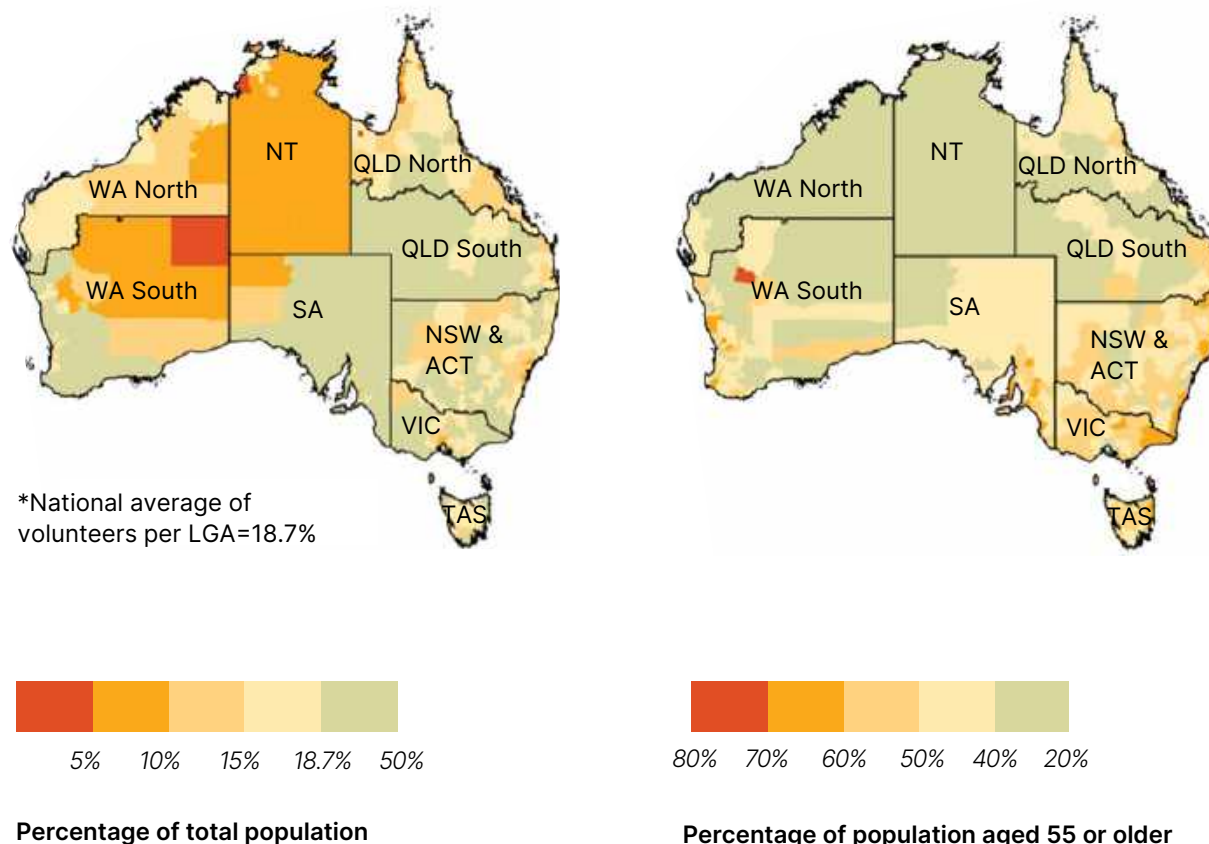 NT
QLD North
WA North
QLD South
WA South
SA
NSW &
ACT
VIC
TAS
*National average of
volunteers per LGA=18.7%
5% 10% 15% 18.7% 50%
Percentage of total population
NT
QLD North
WA North
QLD South
WA South
SA
NSW &
ACT
VIC
TAS
80% 70% 60% 50% 40% 20%
Percentage of population aged 55 or older